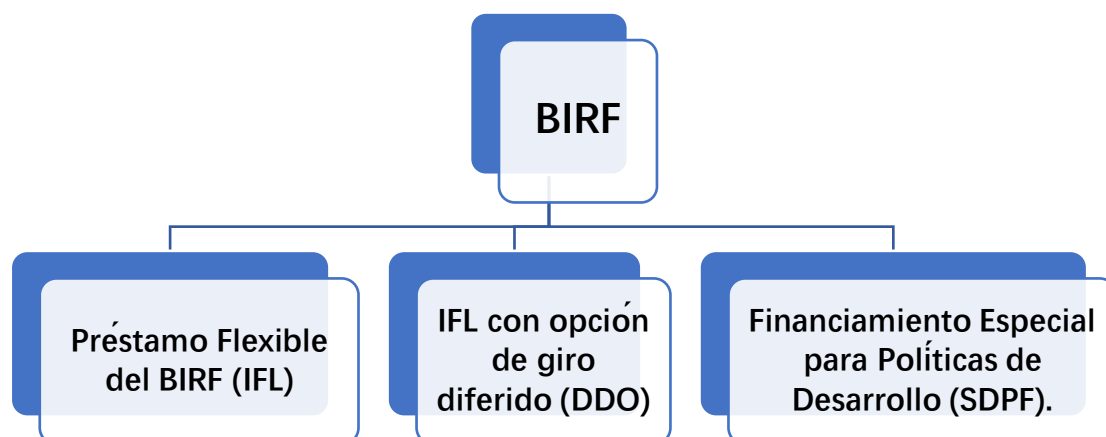 BIRF
Préstamo Flexible
del BIRF (IFL)
IFL con opción
de giro
diferido (DDO)
Financiamiento Especial
para Políticas de
Desarrollo (SDPF).